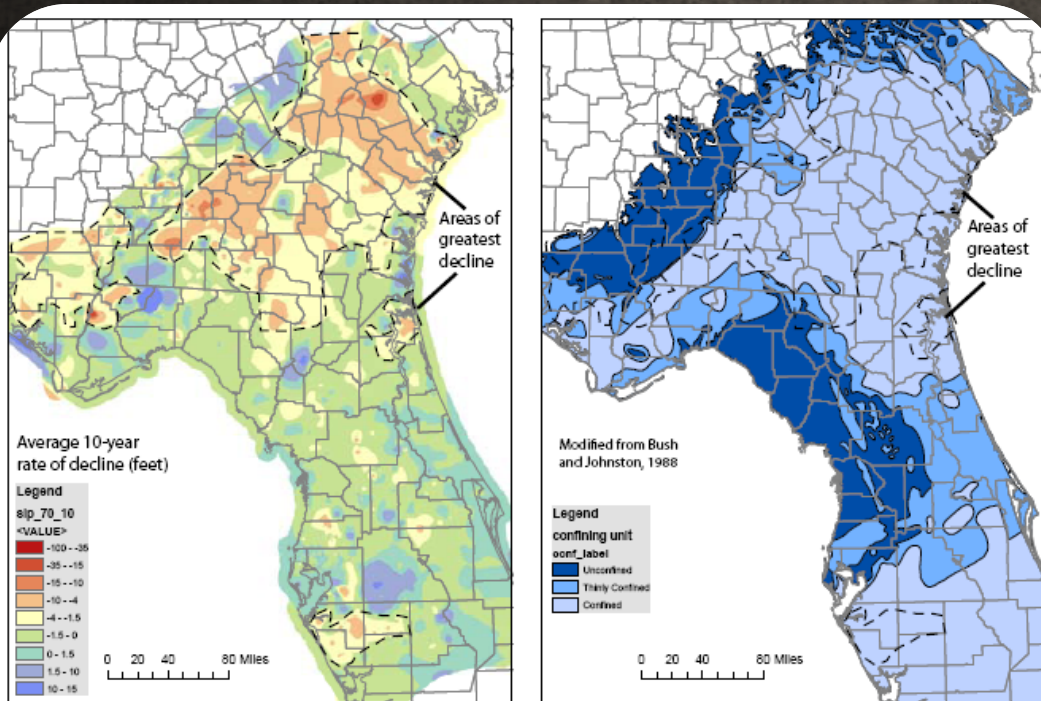 Areas of
greatest
decline
Average 10-year
rate of decline (feet)
Legend
slp_70_10
<VALUE>
-100 - -35
-35 - -15
-15 - -10
-10 - -4
-4 - -1.5
-1.5 - 0
0 - 1.5
1.5 - 10
10 - 15
0 20 40 80 Miles
Areas of
greatest
decline
Modified from Bush
and Johnston, 1988
Legend
confining unit
oonf_label
Unconfined
Thinly Confined
Confined
0 20 40 80 Miles